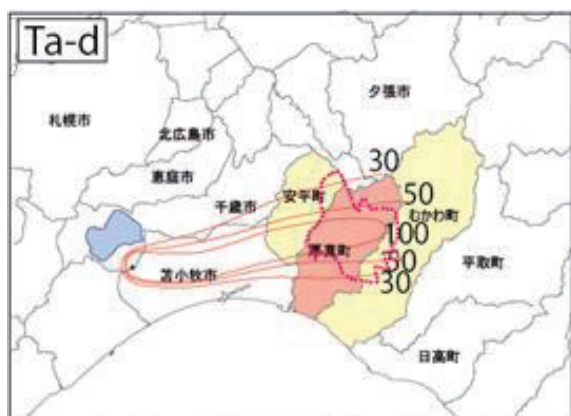 Ta-d
夕張市
札幌市
北広島市
恵庭市
30
安平町
50
千歳市
むかわ町
100
厚真町
苫小牧市
50
平取町
30
日高町